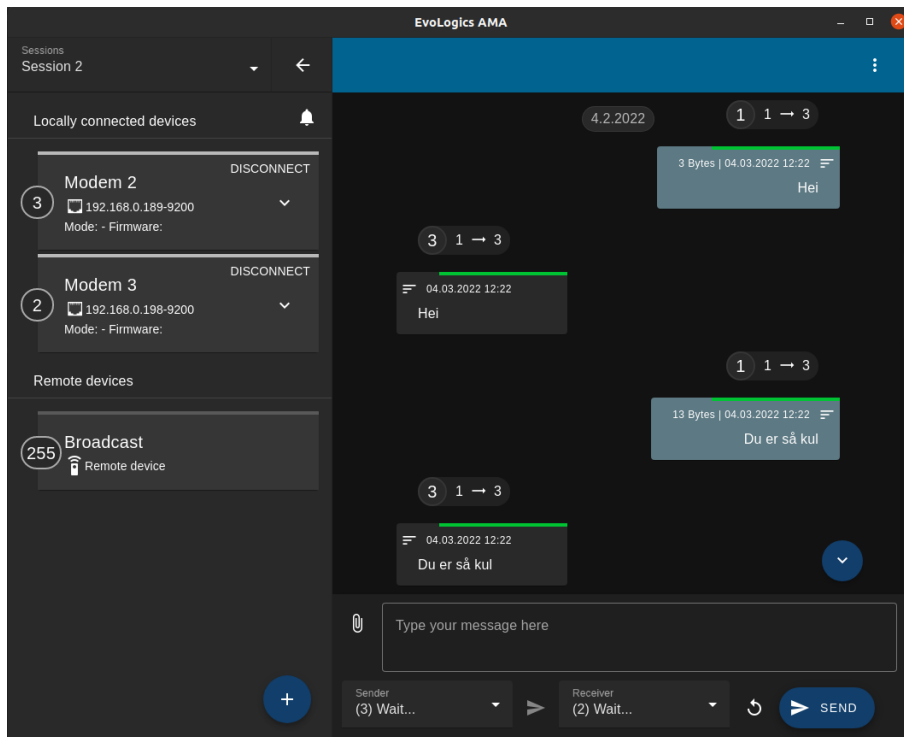 EvoLogics AMA
Sessions
Session 2
Locally connected devices
DISCONNECT
Modem 2
3
192.168.0.189-9200
Mode: - Firmware:
DISCONNECT
Modem 3
2
192.168.0.198-9200
Mode: - Firmware:
Remote devices
Broadcast
255
Remote device
4.2.2022
1 1 → 3
3 Bytes | 04.03.2022 12:22
Hei
3 1 → 3
04.03.2022 12:22
Hei
1 1 → 3
13 Bytes | 04.03.2022 12:22
Du er så kul
3 1 → 3
04.03.2022 12:22
Du er så kul
Type your message here
Sender
(3) Wait...
Receiver
(2) Wait...
SEND